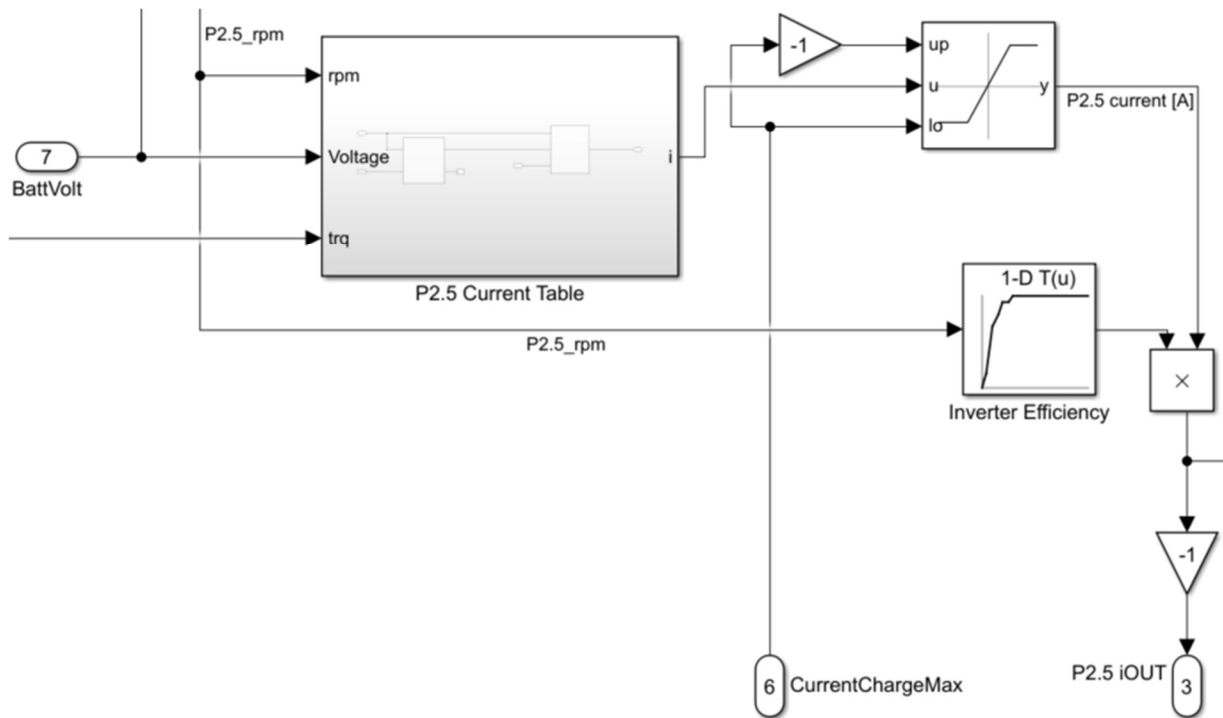 P2.5_rpm
rpm
-1
up
u
y
lo
P2.5 current [A]
7
BattVolt
Voltage
i
trq
P2.5 Current Table
1-D T(u)
P2.5_rpm
Inverter Efficiency
×
-1
6
CurrentChargeMax
P2.5 iOUT
3